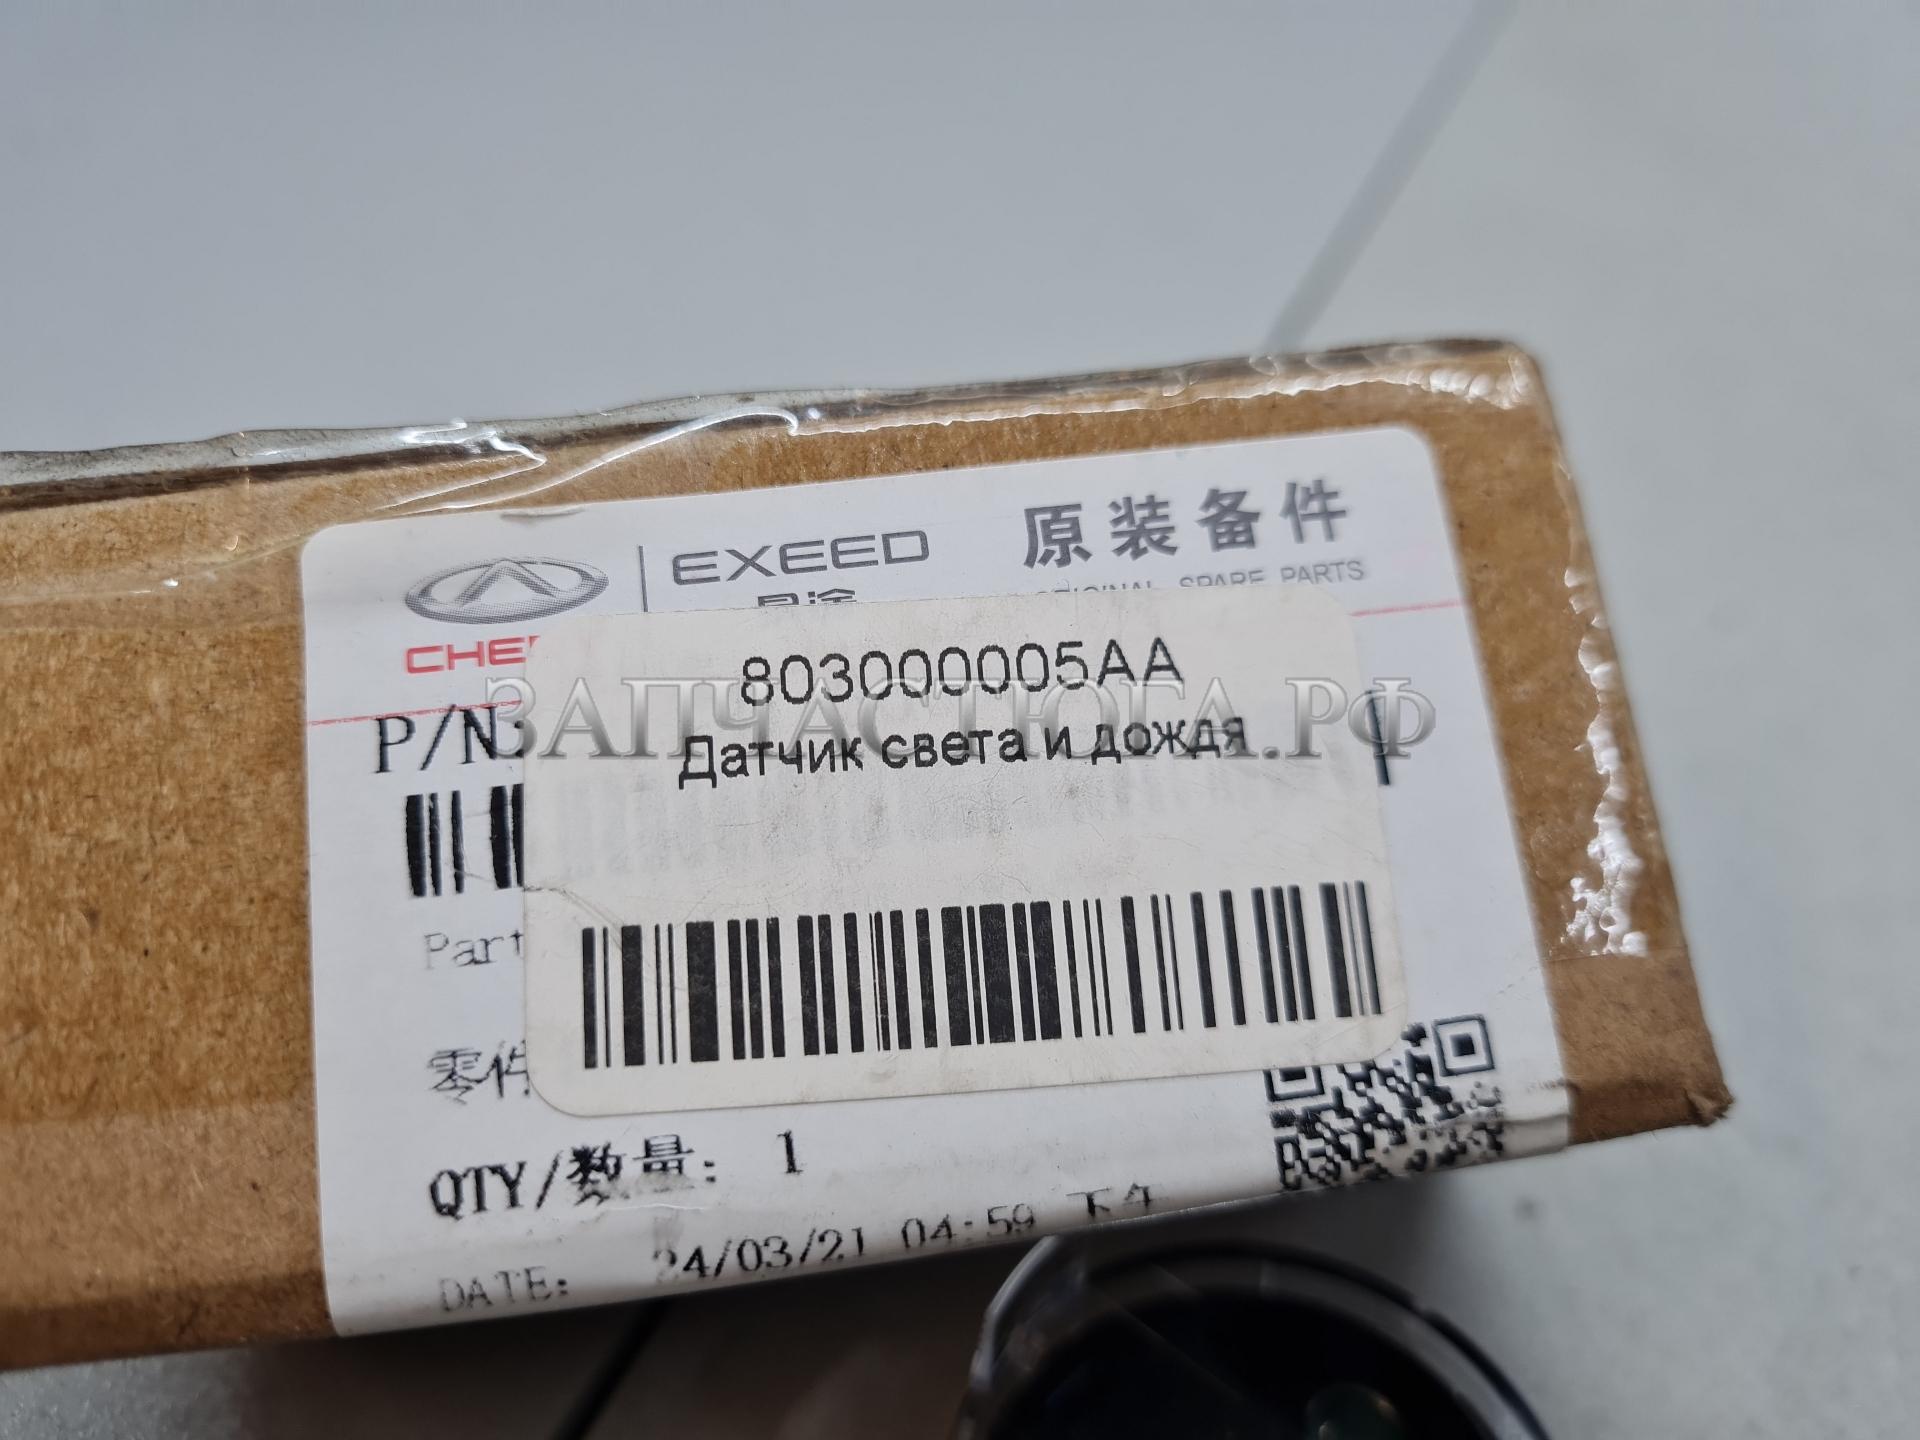 EXEED 原装备件
星途 ORIGINAL SPARE PARTS
CHE
803000005AA
ЗАПЧАСТЮГА.РФ
P/N:
Датчик света и дождя
Part
零件
QTY/数量: 1
DATE: 24/03/21 04:59 下午